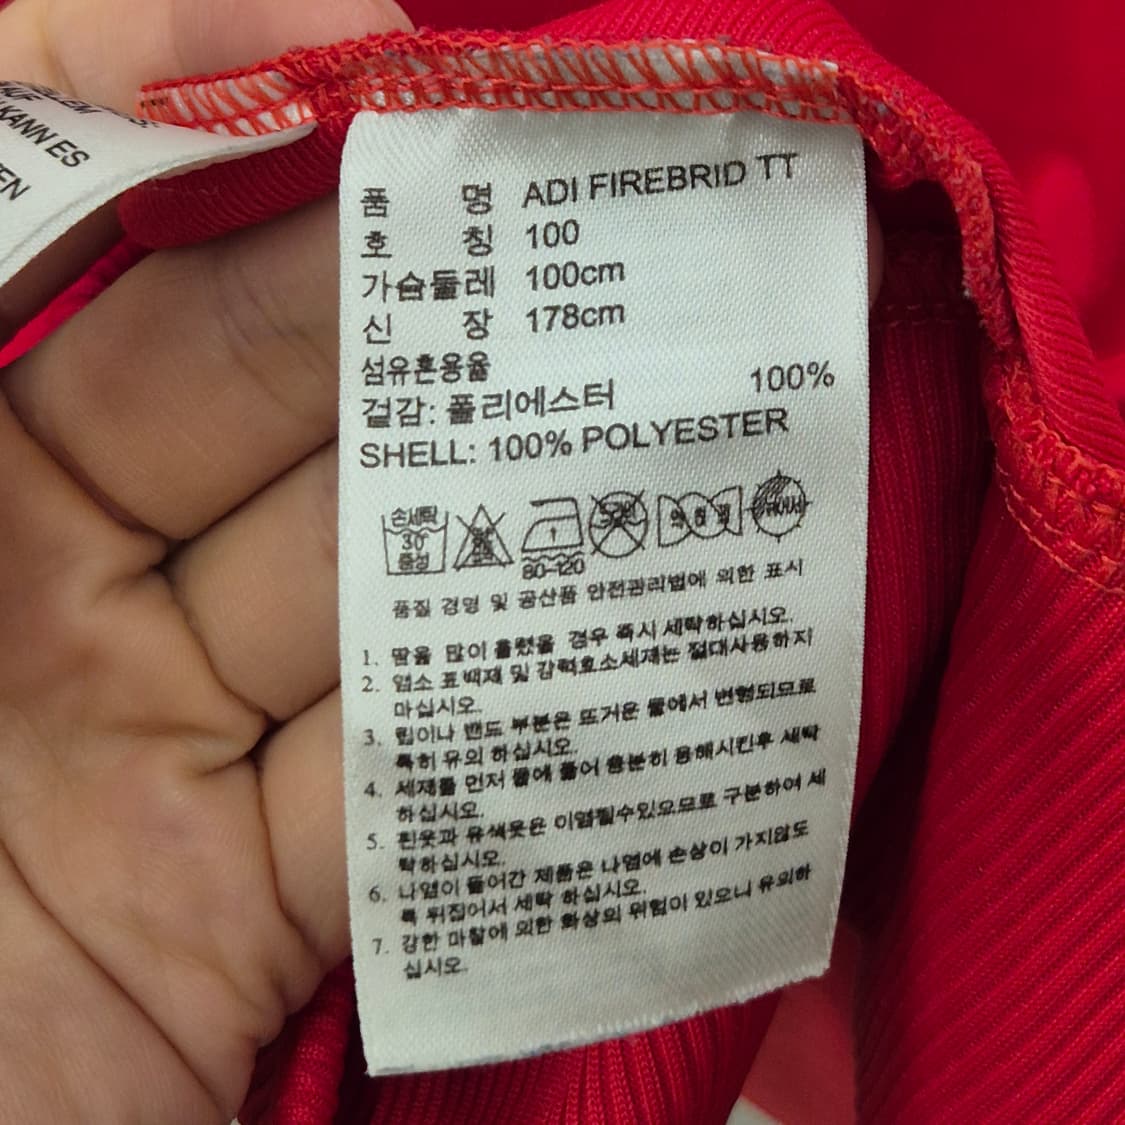 KANN ES
품 명 ADI FIREBRID TT
호 칭 100
가슴둘레 100cm
신 장 178cm
섬유혼용율
겉감: 폴리에스터 100%
SHELL: 100% POLYESTER
손세탁
30
중성
1
80-120
품질 경영 및 공산품 안전관리법에 의한 표시
1. 땀을 많이 흘렸을 경우 즉시 세탁하십시오.
2. 염소 표백제 및 강력효소세제는 절대사용하지
마십시오.
3. 립이나 밴드 부분은 뜨거운 물에서 변형되므로
특히 유의 하십시오.
4. 세제를 먼저 물에 풀어 충분히 용해시킨후 세탁
하십시오.
5. 흰옷과 유색옷은 이염될수있으므로 구분하여 세
탁하십시오.
6. 나염이 들어간 제품은 나염에 손상이 가지않도
록 뒤집어서 세탁 하십시오.
7. 강한 마찰에 의한 화상의 위험이 있으니 유의하
십시오.